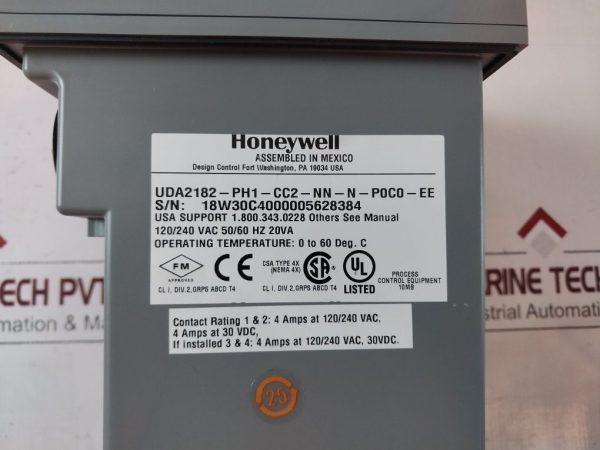 Honeywell
ASSEMBLED IN MEXICO
Design Control Fort Washington, PA 19034 USA
UDA2182-PH1-CC2-NN-N-P0C0-EE
S/N: 18W30C4000005628384
USA SUPPORT 1.800.343.0228 Others See Manual
120/240 VAC 50/60 HZ 20VA
OPERATING TEMPERATURE: 0 to 60 Deg. C
FM
APPROVED
CL I, DIV.2, GRPS ABCD T4
CE
CSA TYPE 4X
(NEMA 4X)
SA
CL I, DIV.2, GRPS ABCD T4
UL
LISTED
PROCESS
CONTROL EQUIPMENT
10MB
Contact Rating 1 & 2: 4 Amps at 120/240 VAC,
4 Amps at 30 VDC,
If installed 3 & 4: 4 Amps at 120/240 VAC, 30VDC.
25
ECH PVT
mation & Ma
RINE TECH
strial Automation